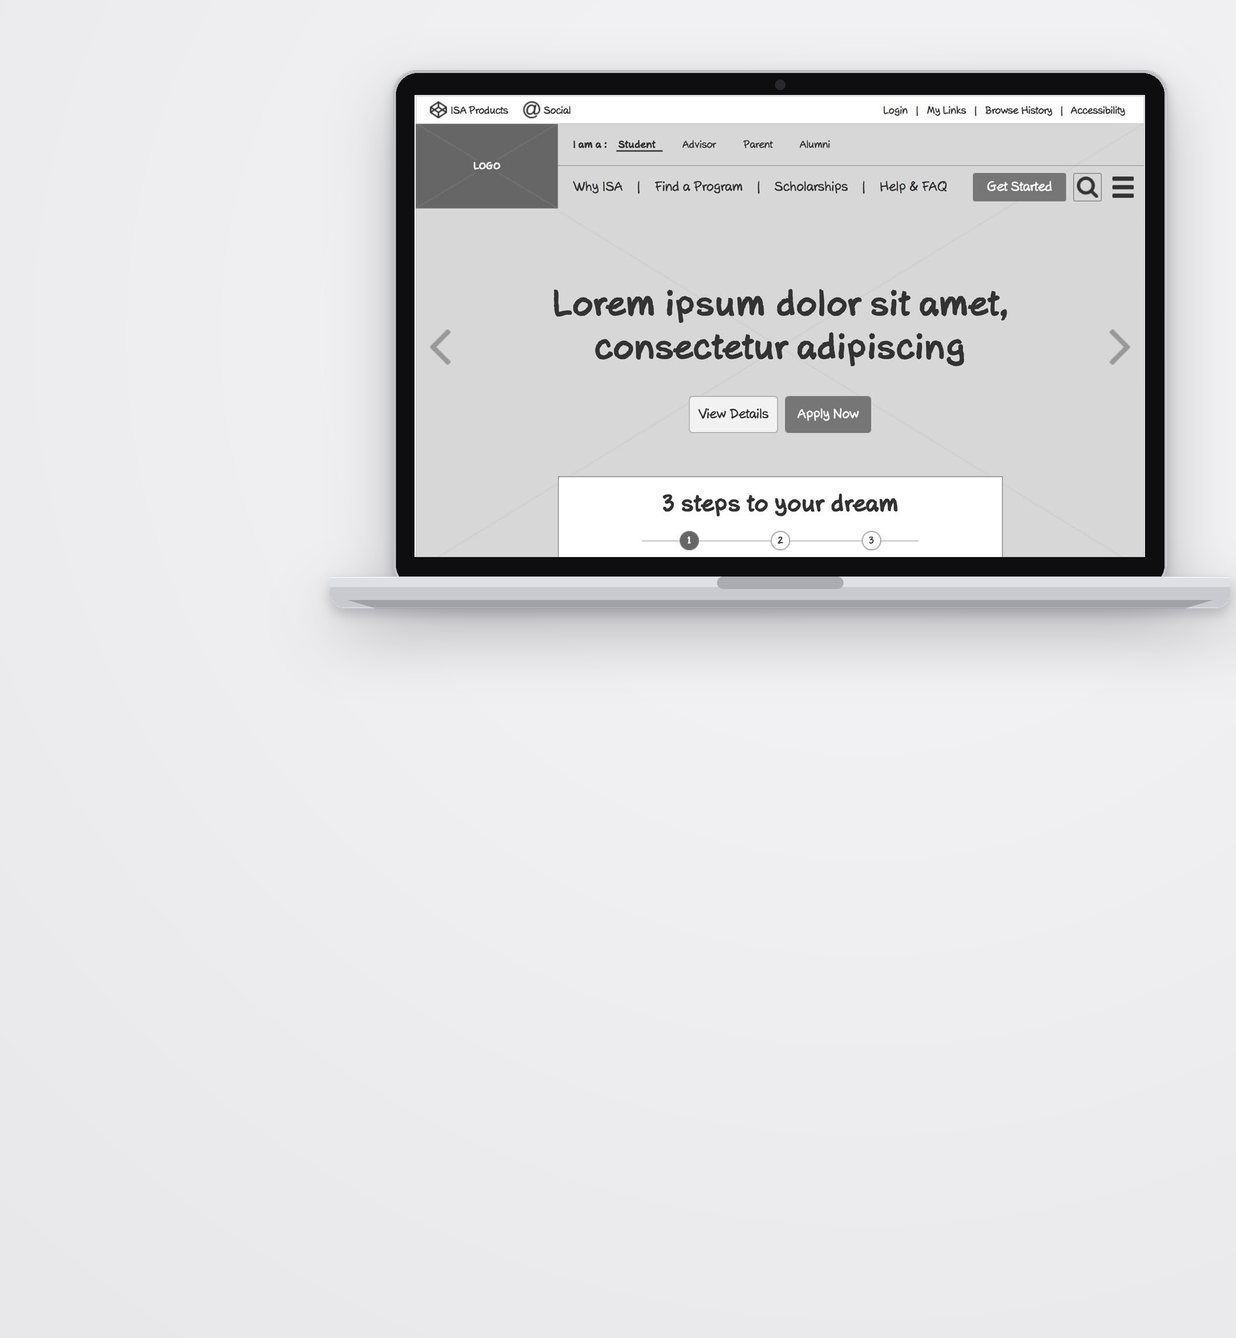 ISA Products @ Social Login | My Links | Browse History | Accessibility
LOGO
I am a : Student Advisor Parent Alumni
Why ISA | Find a Program | Scholarships | Help & FAQ Get Started
Lorem ipsum dolor sit amet,
consectetur adipiscing
View Details Apply Now
3 steps to your dream
1 2 3